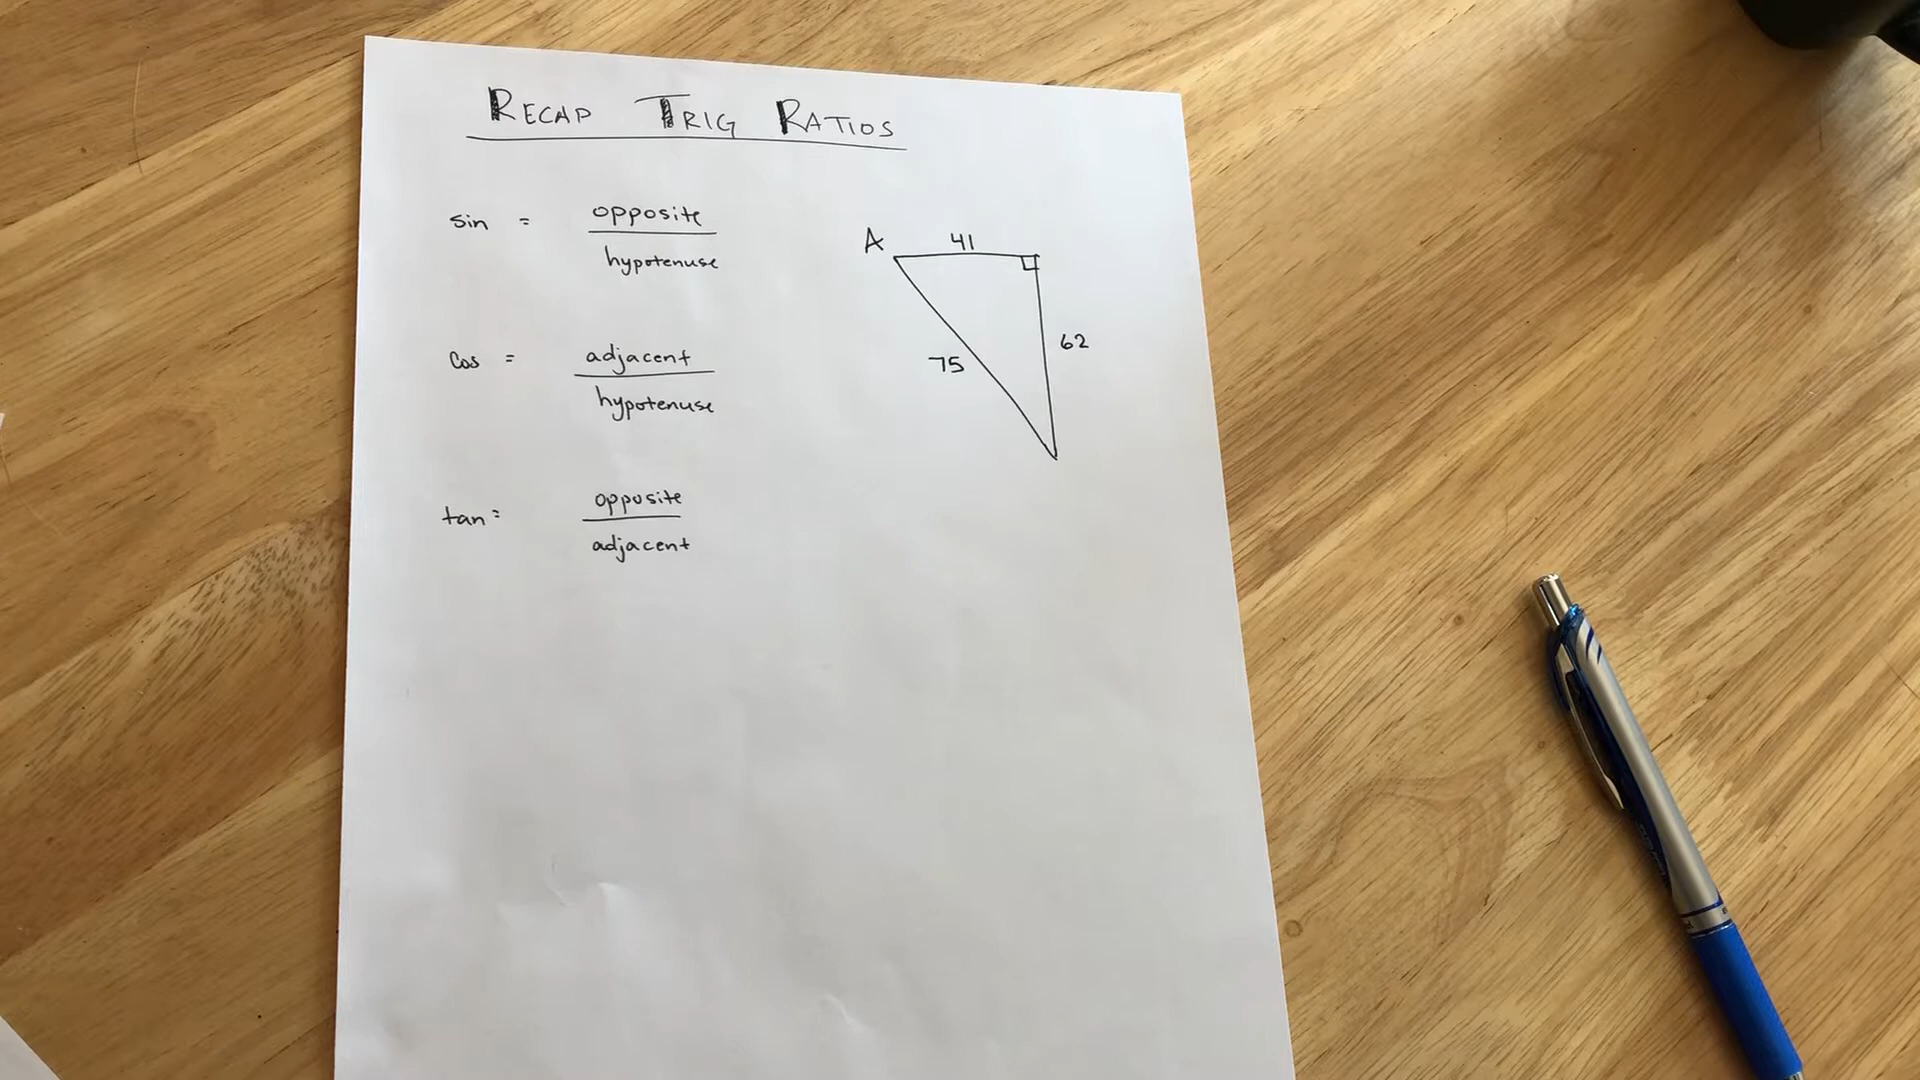 RECAP TRIG RATIOS
sin = opposite
hypotenuse
cos = adjacent
hypotenuse
tan = opposite
adjacent
A
41
62
75